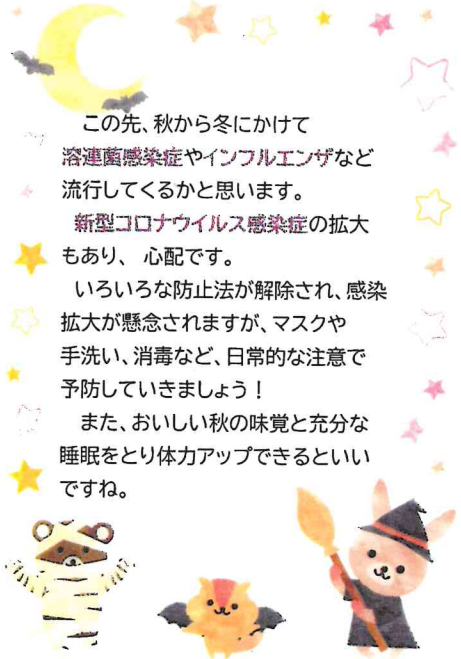 この先、秋から冬にかけて
溶連菌感染症やインフルエンザなど
流行してくるかと思います。
新型コロナウイルス感染症の拡大
もあり、 心配です。
いろいろな防止法が解除され、感染
拡大が懸念されますが、マスクや
手洗い、消毒など、日常的な注意で
予防していきましょう！
また、おいしい秋の味覚と充分な
睡眠をとり体力アップできるといい
ですね。